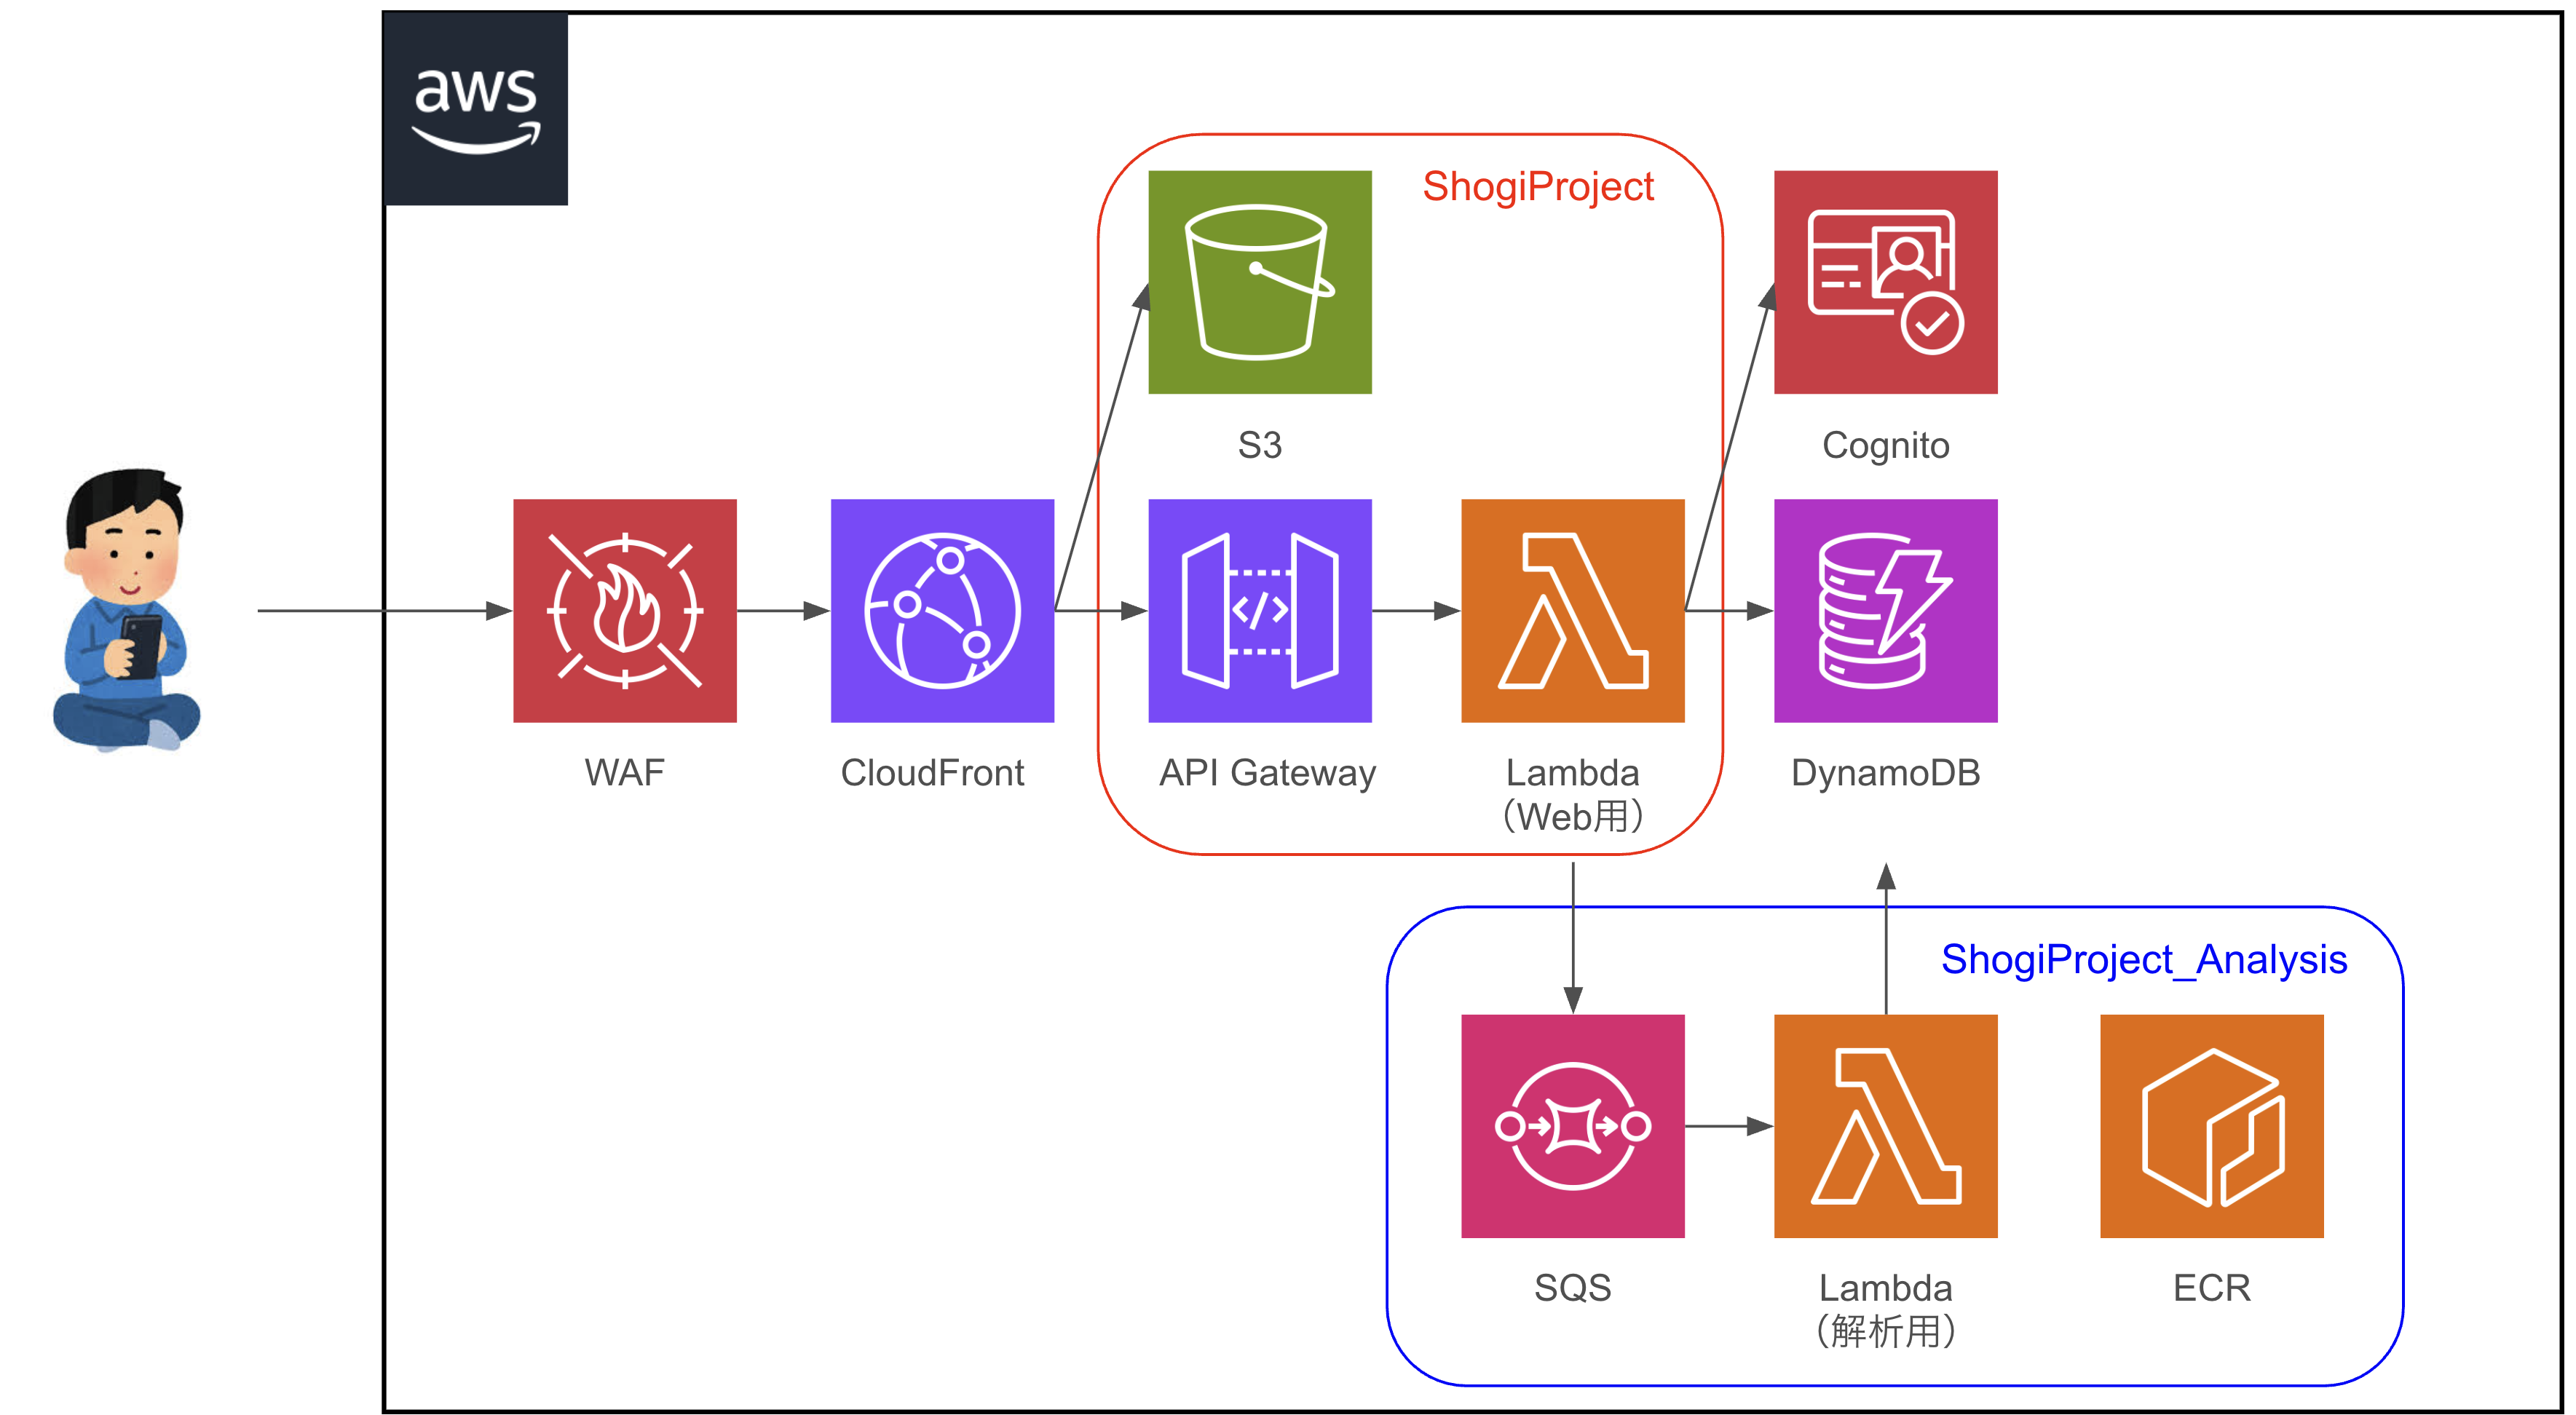 aws
ShogiProject
S3
Cognito
WAF
CloudFront
API Gateway
Lambda
（Web用）
DynamoDB
ShogiProject_Analysis
SQS
Lambda
（解析用）
ECR